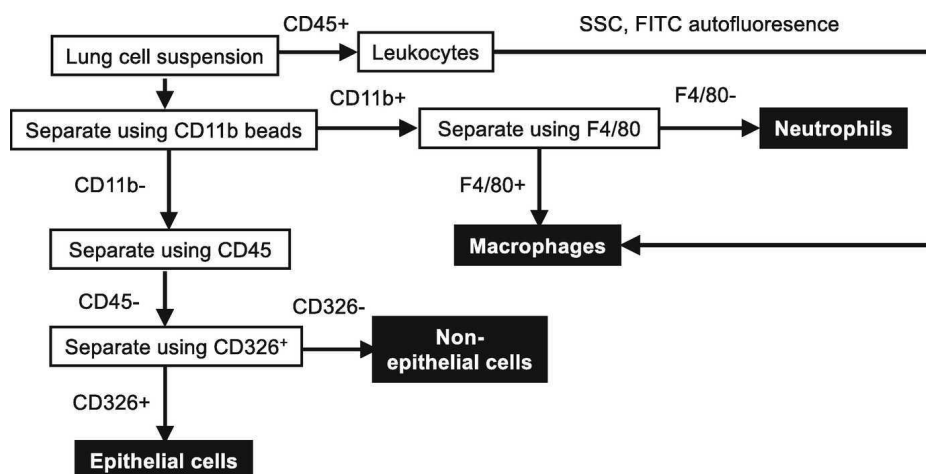 CD45+
SSC, FITC autofluoresence
Lung cell suspension
Leukocytes
CD11b+
F4/80-
Separate using CD11b beads
Separate using F4/80
Neutrophils
CD11b-
F4/80+
Separate using CD45
Macrophages
CD45-
CD326-
Separate using CD326⁺
Non-
epithelial cells
CD326+
Epithelial cells